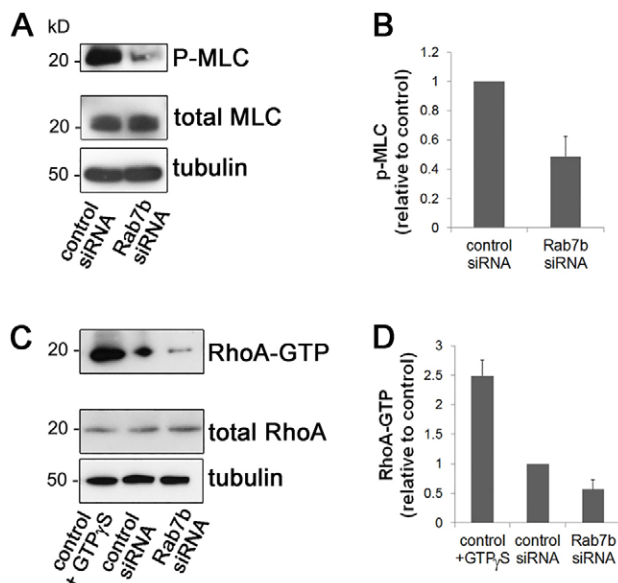 A
kD
20
P-MLC
20
total MLC
50
tubulin
control
siRNA
Rab7b
siRNA
B
p-MLC
(relative to control)
1.2
1
0.8
0.6
0.4
0.2
0
control
siRNA
Rab7b
siRNA
C
20
RhoA-GTP
20
total RhoA
50
tubulin
control
+ GTPγS
control
siRNA
Rab7b
siRNA
D
RhoA-GTP
(relative to control)
3
2.5
2
1.5
1
0.5
0
control
+GTPγS
control
siRNA
Rab7b
siRNA